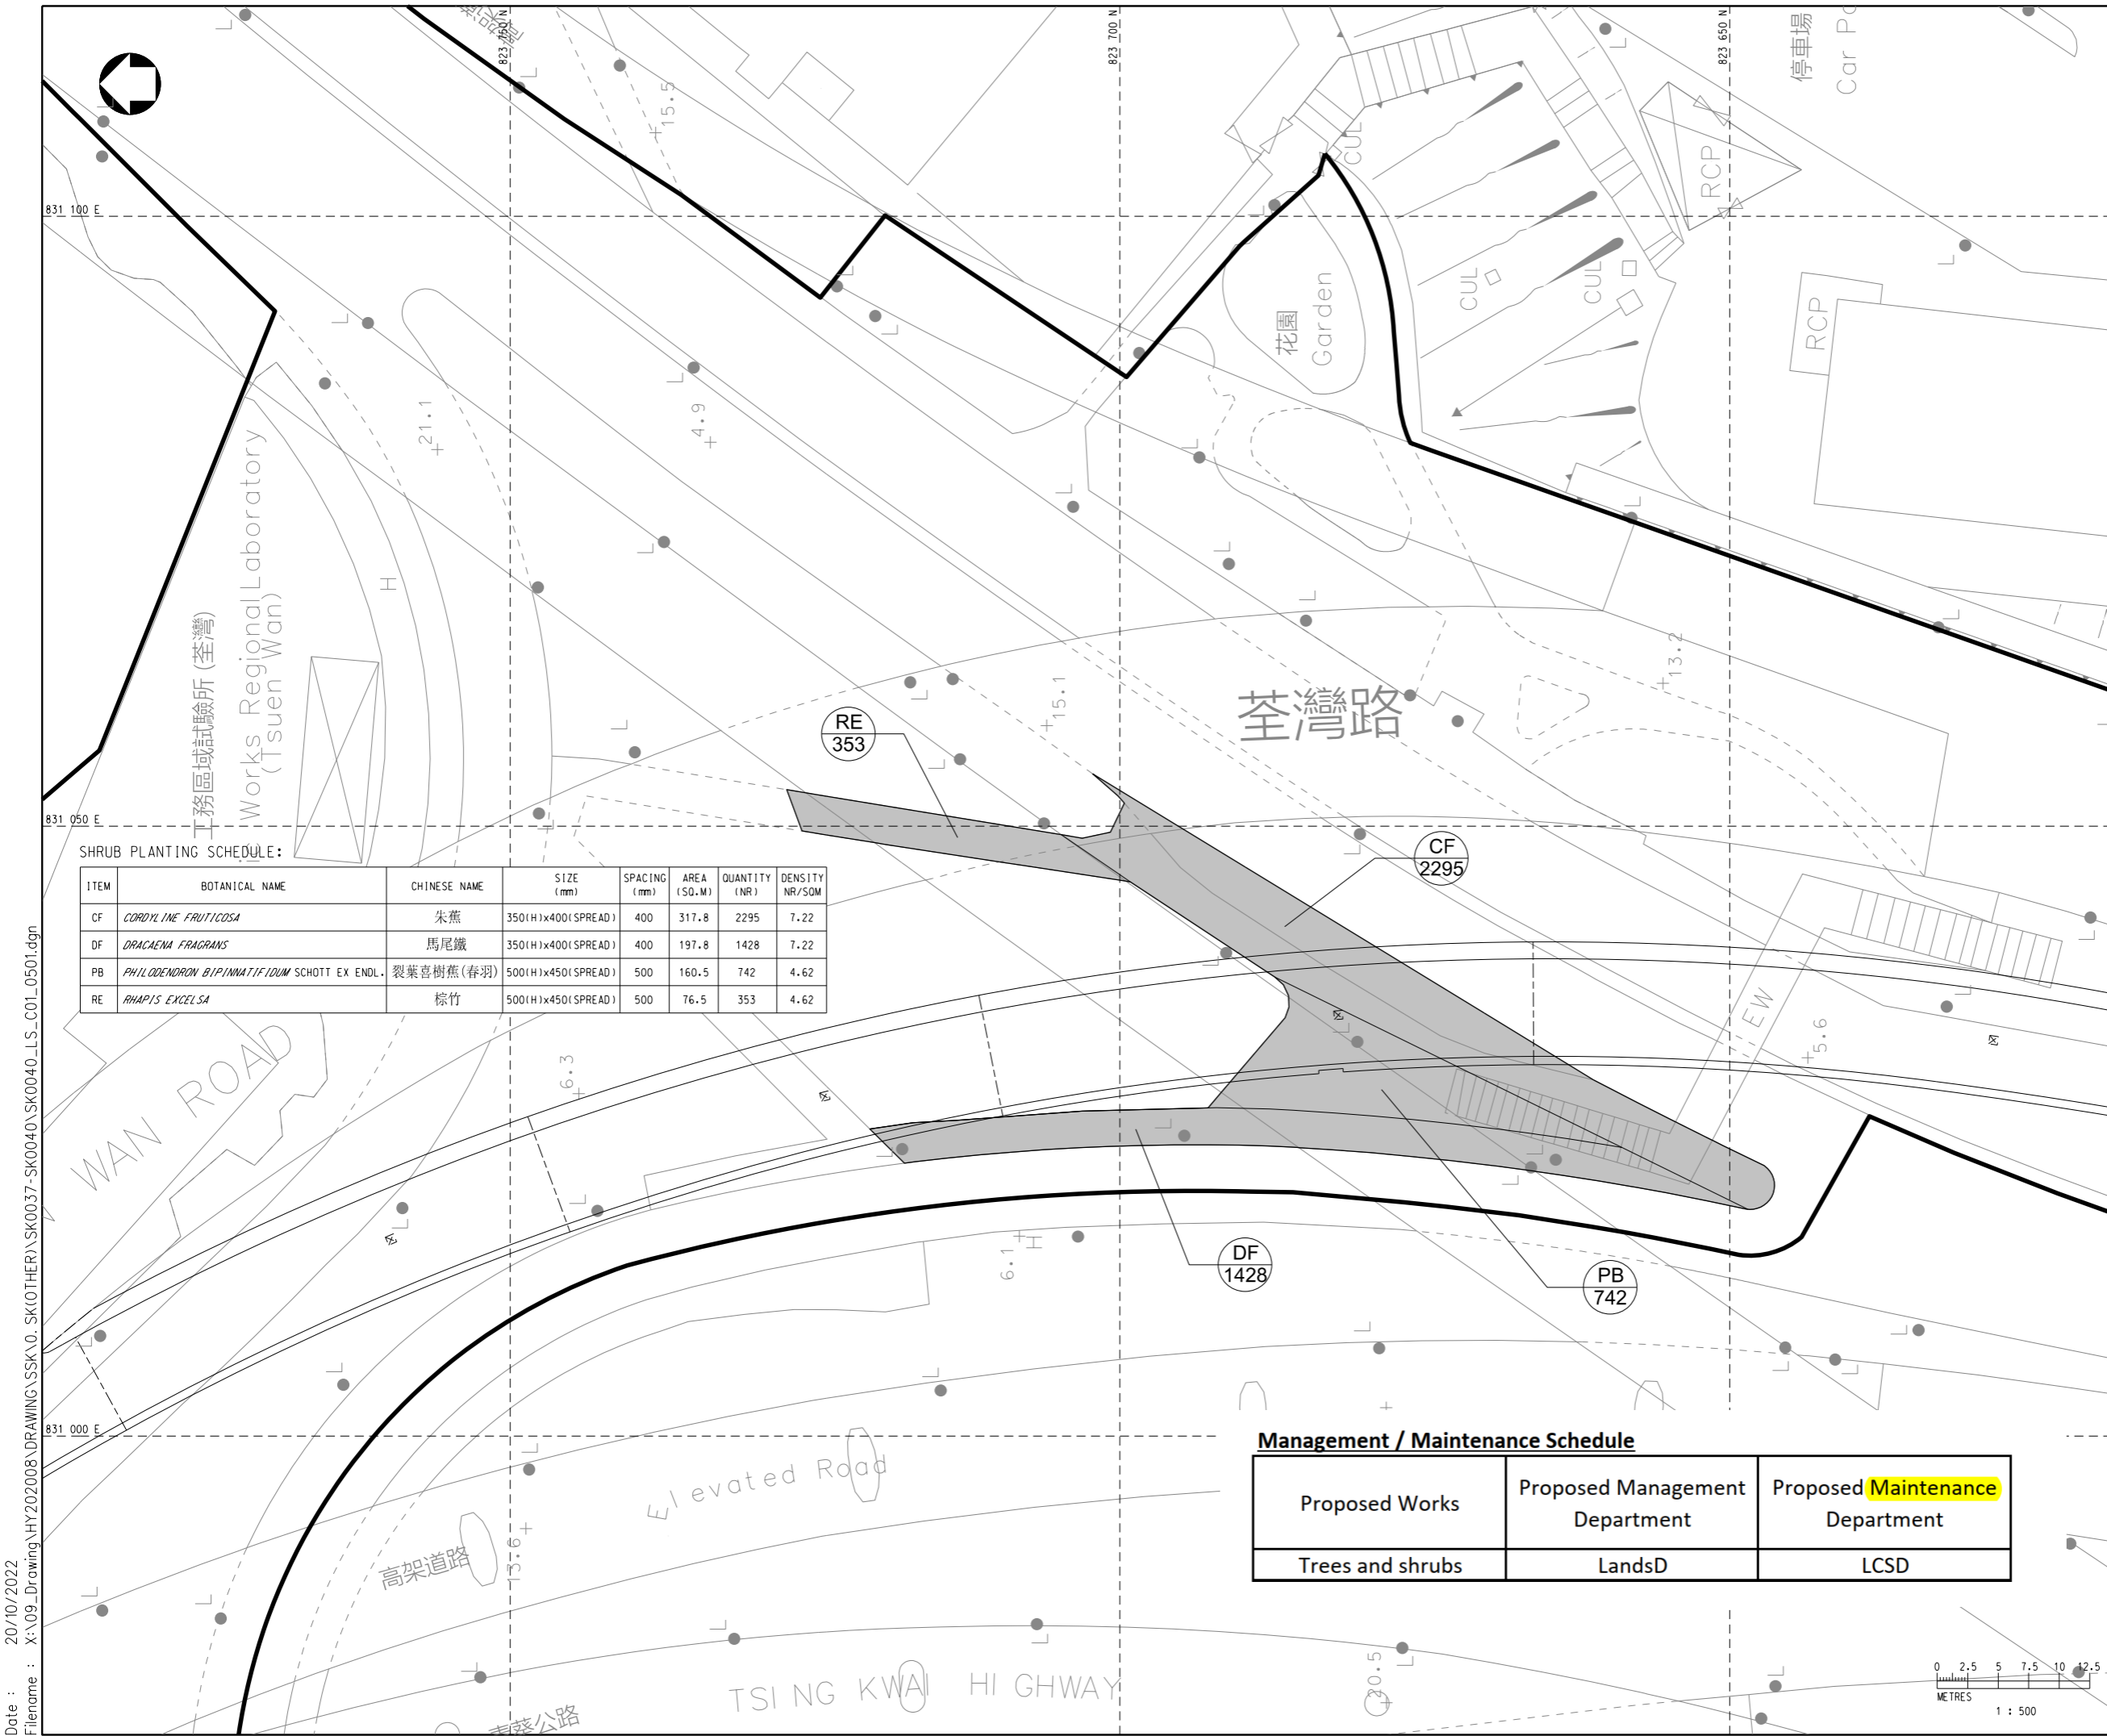 823 750 N
823 700 N
823 650 N
停車場
15.5
CUL
RCP
831 100 E
花園
Garden
CUL
CUL
RCP
21.1
4.9
工務區域試驗所 (荃灣)
Works Regional Laboratory
(Tsuen Wan)
H
13.2
15.1
荃灣路
RE
353
831 050 E
CF
2295
SHRUB PLANTING SCHEDULE:
ITEM BOTANICAL NAME CHINESE NAME SIZE (mm) SPACING (mm) AREA (SQ.M) QUANTITY (NR) DENSITY NR/SQM
CF CORDYLINE FRUTICOSA 朱蕉 350(H)x400(SPREAD) 400 317.8 2295 7.22
DF DRACAENA FRAGRANS 馬尾鐵 350(H)x400(SPREAD) 400 197.8 1428 7.22
PB PHILODENDRON BIPINNATIFIDUM SCHOTT EX ENDL. 裂葉喜樹蕉(春羽) 500(H)x450(SPREAD) 500 160.5 742 4.62
RE RHAPIS EXCELSA 棕竹 500(H)x450(SPREAD) 500 76.5 353 4.62
WAN ROAD
6.3
EW
5.6
6.1
H
DF
1428
PB
742
831 000 E
Elevated Road
高架道路
13.6
Management / Maintenance Schedule
Proposed Works Proposed Management Department Proposed Maintenance Department
Trees and shrubs LandsD LCSD
TSING KWAI HIGHWAY
青葵公路
20.5
0 2.5 5 7.5 10 12.5
METRES
1 : 500
Date : 20/10/2022
Filename : X:\09_Drawing\HY202008\DRAWING\SSK\0. SK(OTHER)\SK0037-SK0040\SK0040_LS_C01_0501.dgn